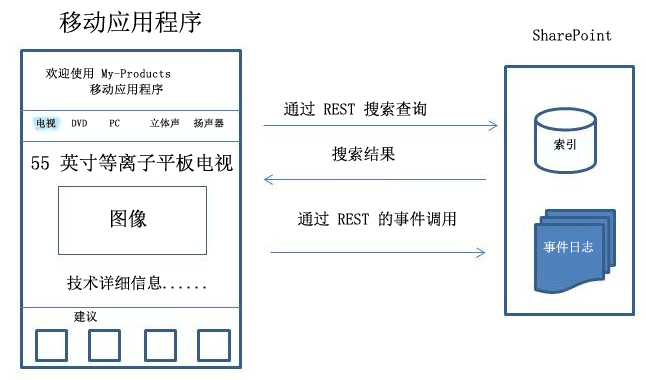 移动应用程序
SharePoint
欢迎使用 My-Products
移动应用程序
电视 DVD PC 立体声 扬声器
55 英寸等离子平板电视
图像
技术详细信息......
建议
通过 REST 搜索查询
搜索结果
通过 REST 的事件调用
索引
事件日志